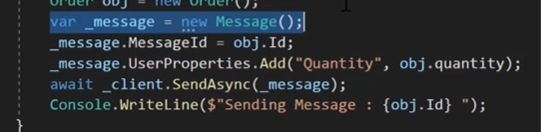 Order obj = new Order();
var _message = new Message();
_message.MessageId = obj.Id;
_message.UserProperties.Add("Quantity", obj.quantity);
await _client.SendAsync(_message);
Console.WriteLine($"Sending Message : {obj.Id} ");
}